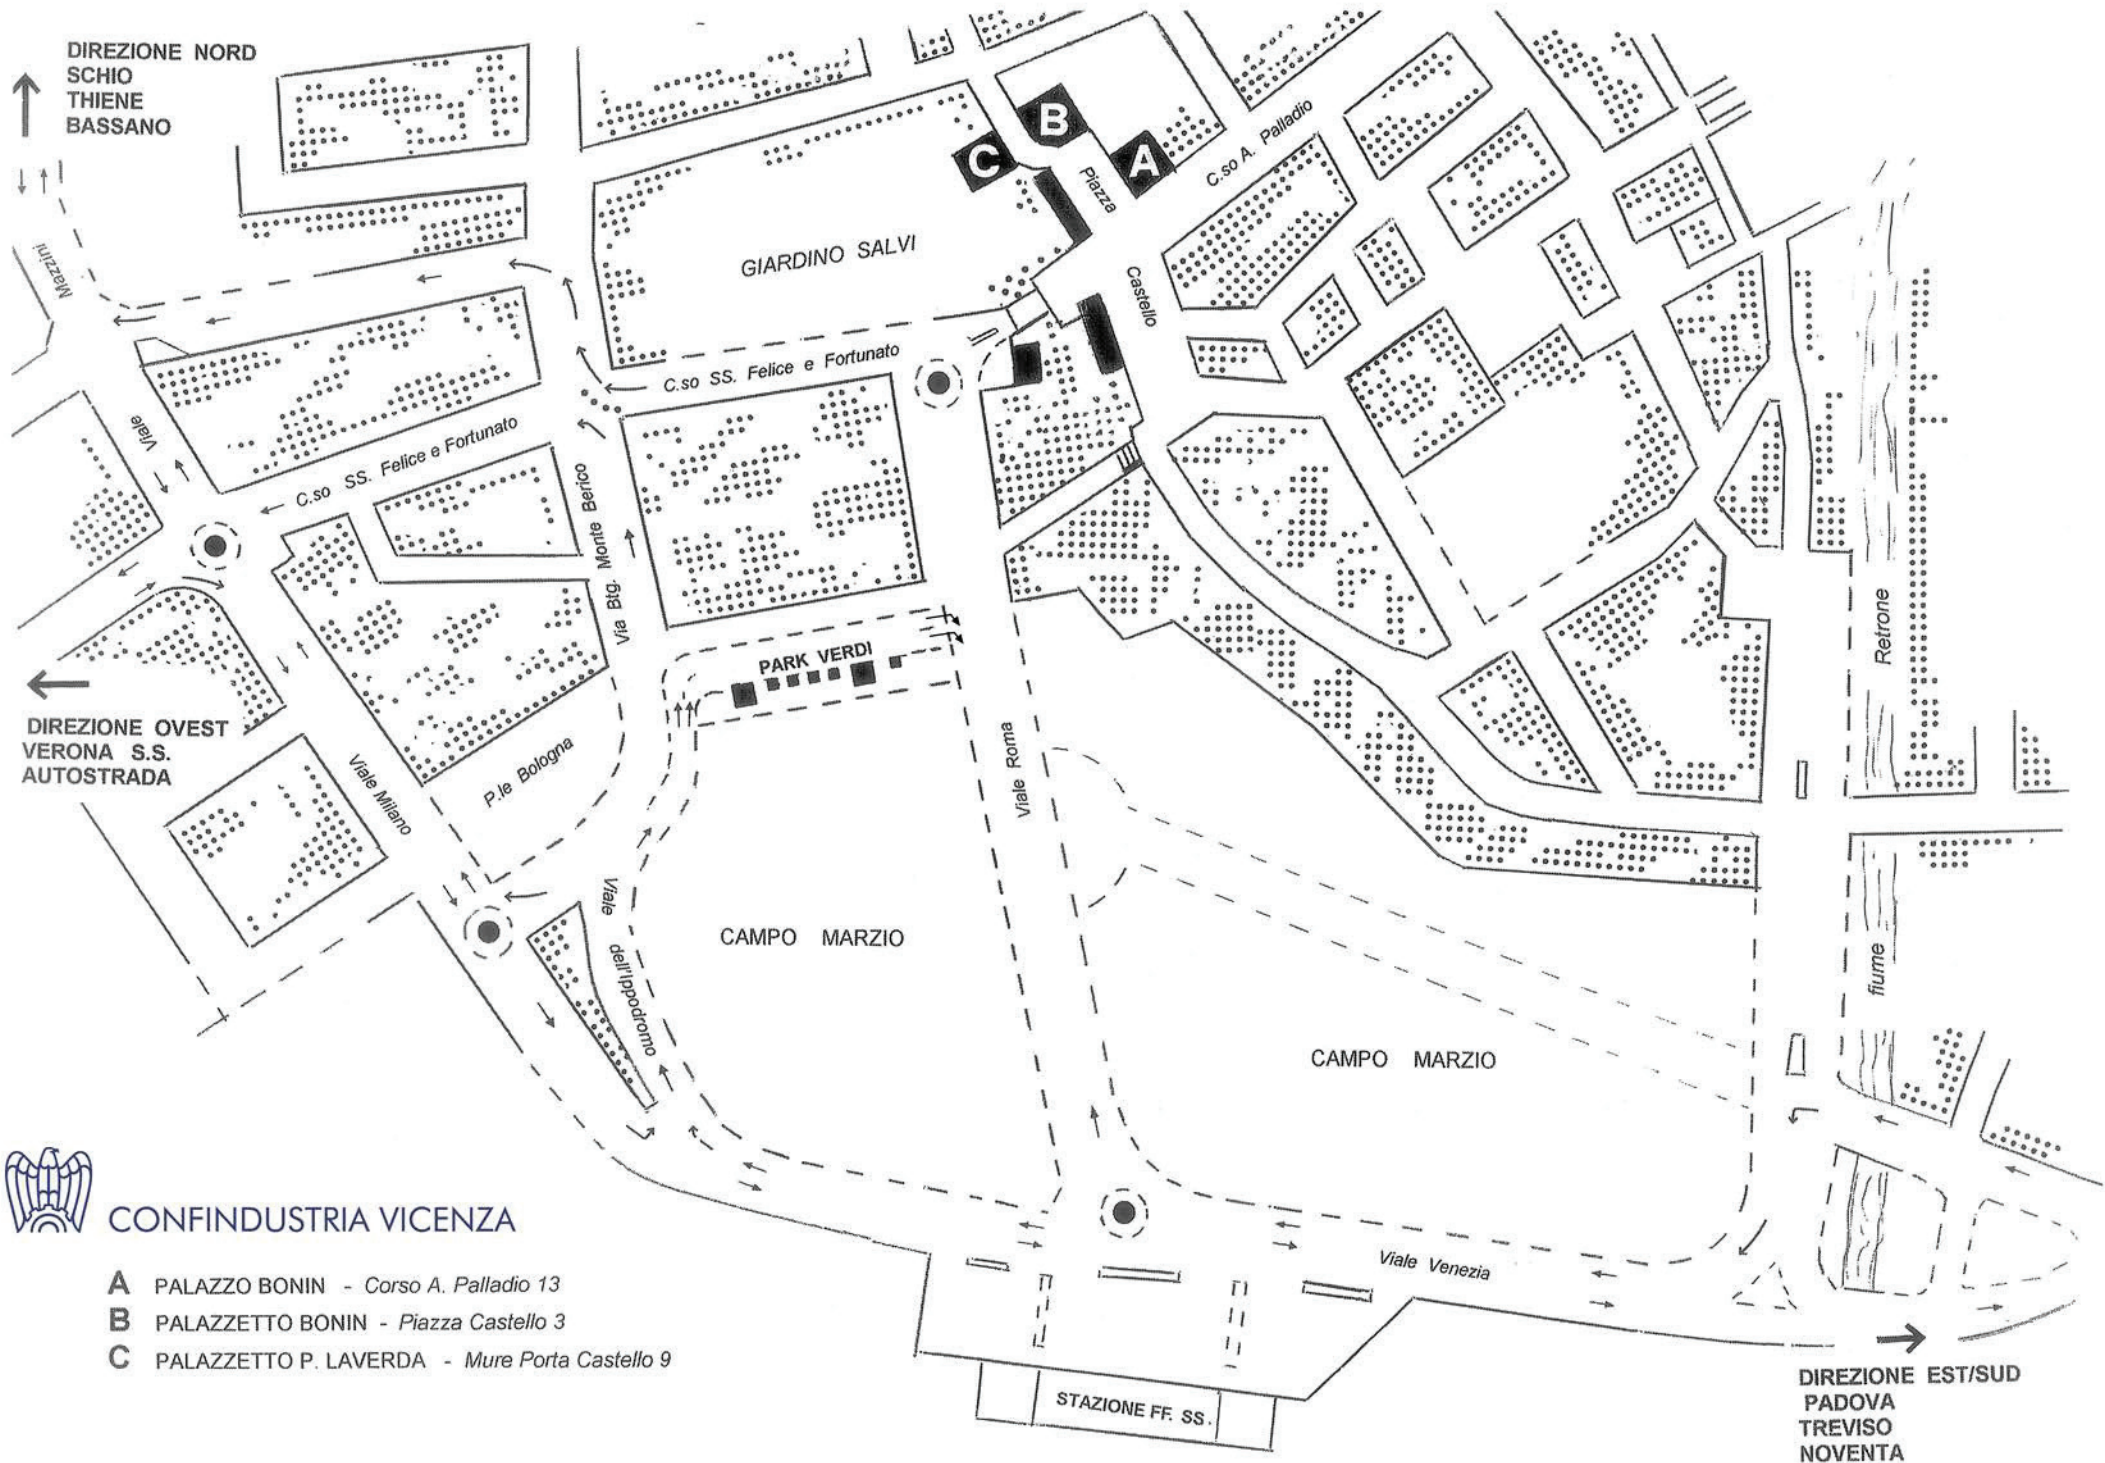 DIREZIONE NORD
SCHIO
THIENE
BASSANO
B
C
A
C.so A. Palladio
Piazza
Castello
GIARDINO SALVI
Mazzini
Viale
C.so SS. Felice e Fortunato
C.so SS. Felice e Fortunato
Via Btg. Monte Berico
PARK VERDI
Retrone
fiume
DIREZIONE OVEST
VERONA S.S.
AUTOSTRADA
Viale Milano
P.le Bologna
Viale Roma
Viale dell'Ippodromo
CAMPO MARZIO
CAMPO MARZIO
CONFINDUSTRIA VICENZA
A PALAZZO BONIN - Corso A. Palladio 13
B PALAZZETTO BONIN - Piazza Castello 3
C PALAZZETTO P. LAVERDA - Mure Porta Castello 9
Viale Venezia
STAZIONE FF. SS.
DIREZIONE EST/SUD
PADOVA
TREVISO
NOVENTA